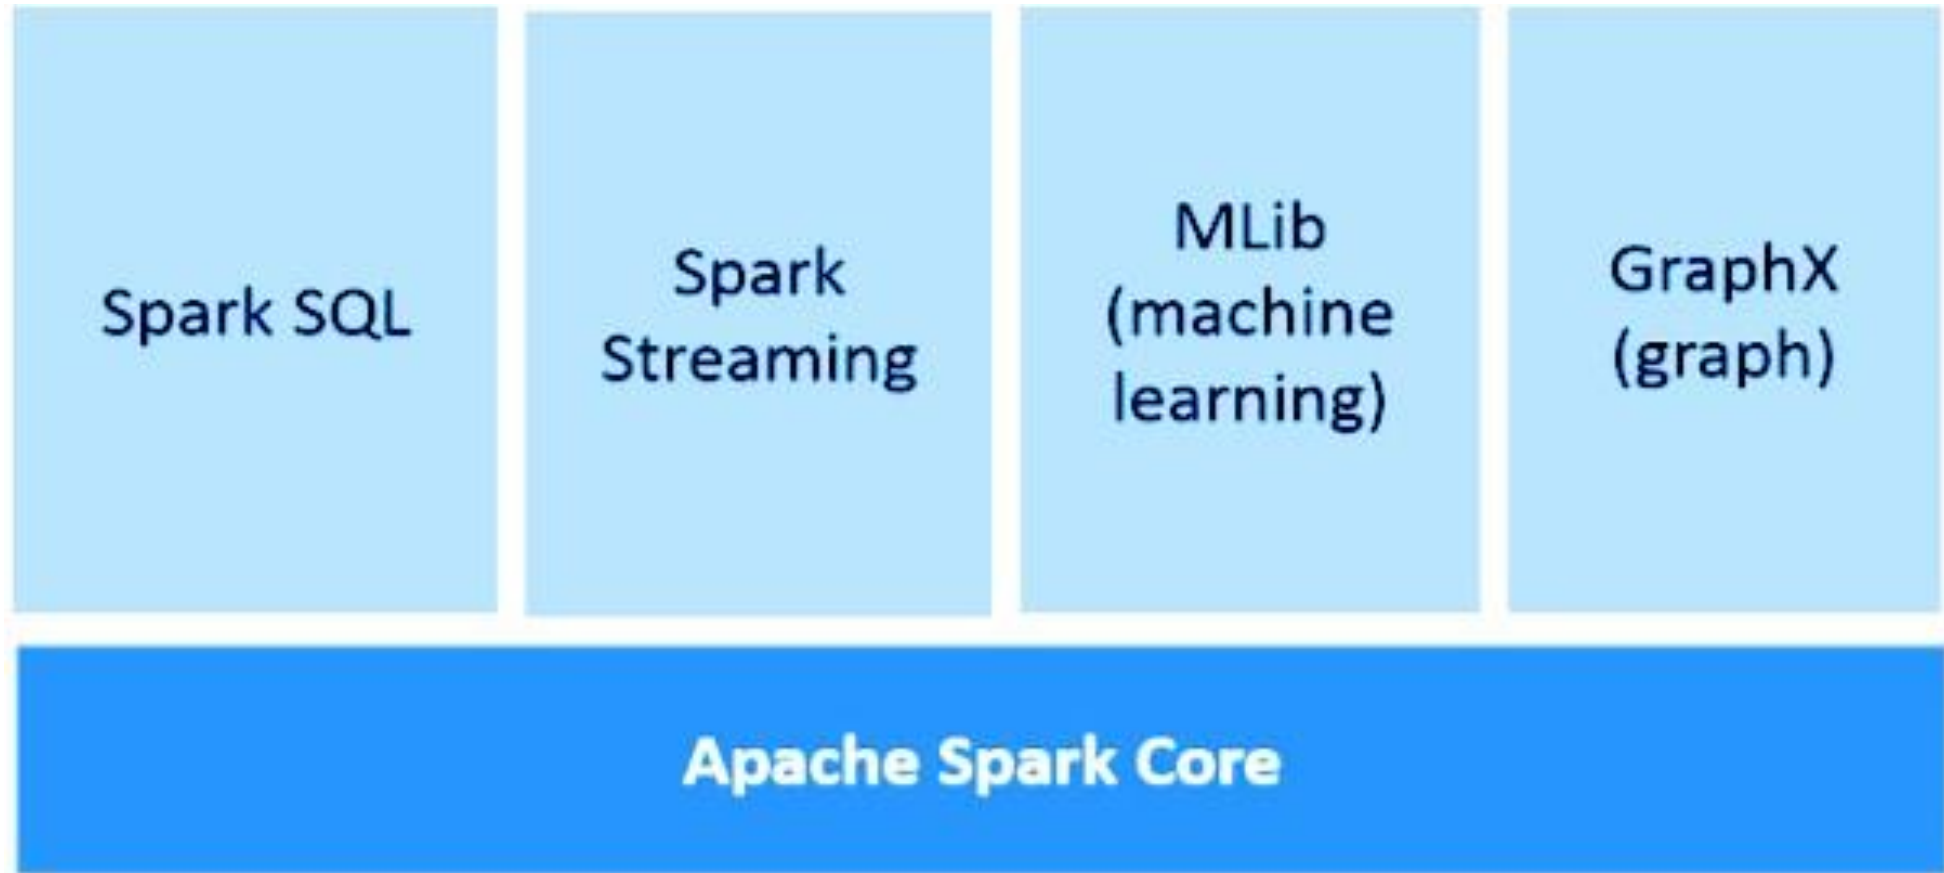 Spark SQL
Spark
Streaming
MLib
(machine
learning)
GraphX
(graph)
Apache Spark Core